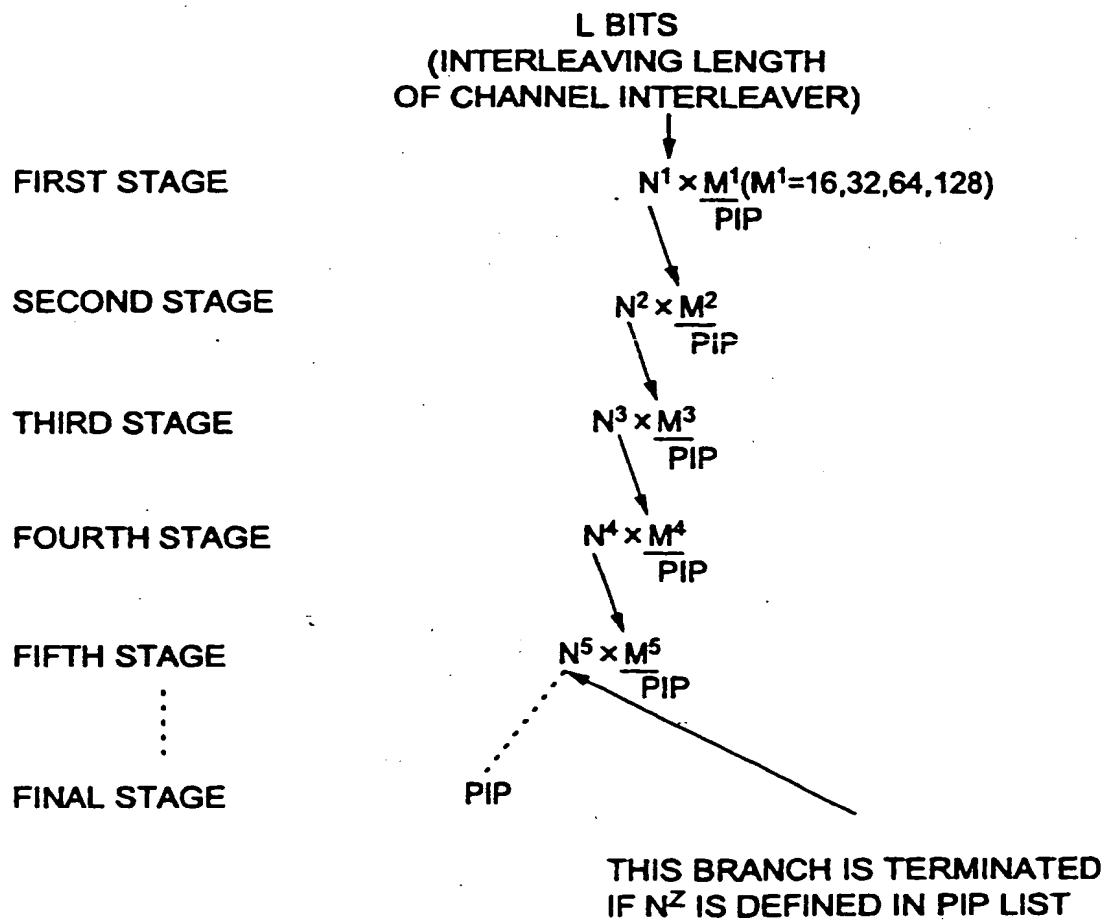 L BITS
(INTERLEAVING LENGTH
OF CHANNEL INTERLEAVER)
FIRST STAGE N¹ × M¹(M¹=16,32,64,128)
PIP
SECOND STAGE N² × M²
PIP
THIRD STAGE N³ × M³
PIP
FOURTH STAGE N⁴ × M⁴
PIP
FIFTH STAGE N⁵ × M⁵
PIP
FINAL STAGE PIP
THIS BRANCH IS TERMINATED
IF Nᶻ IS DEFINED IN PIP LIST